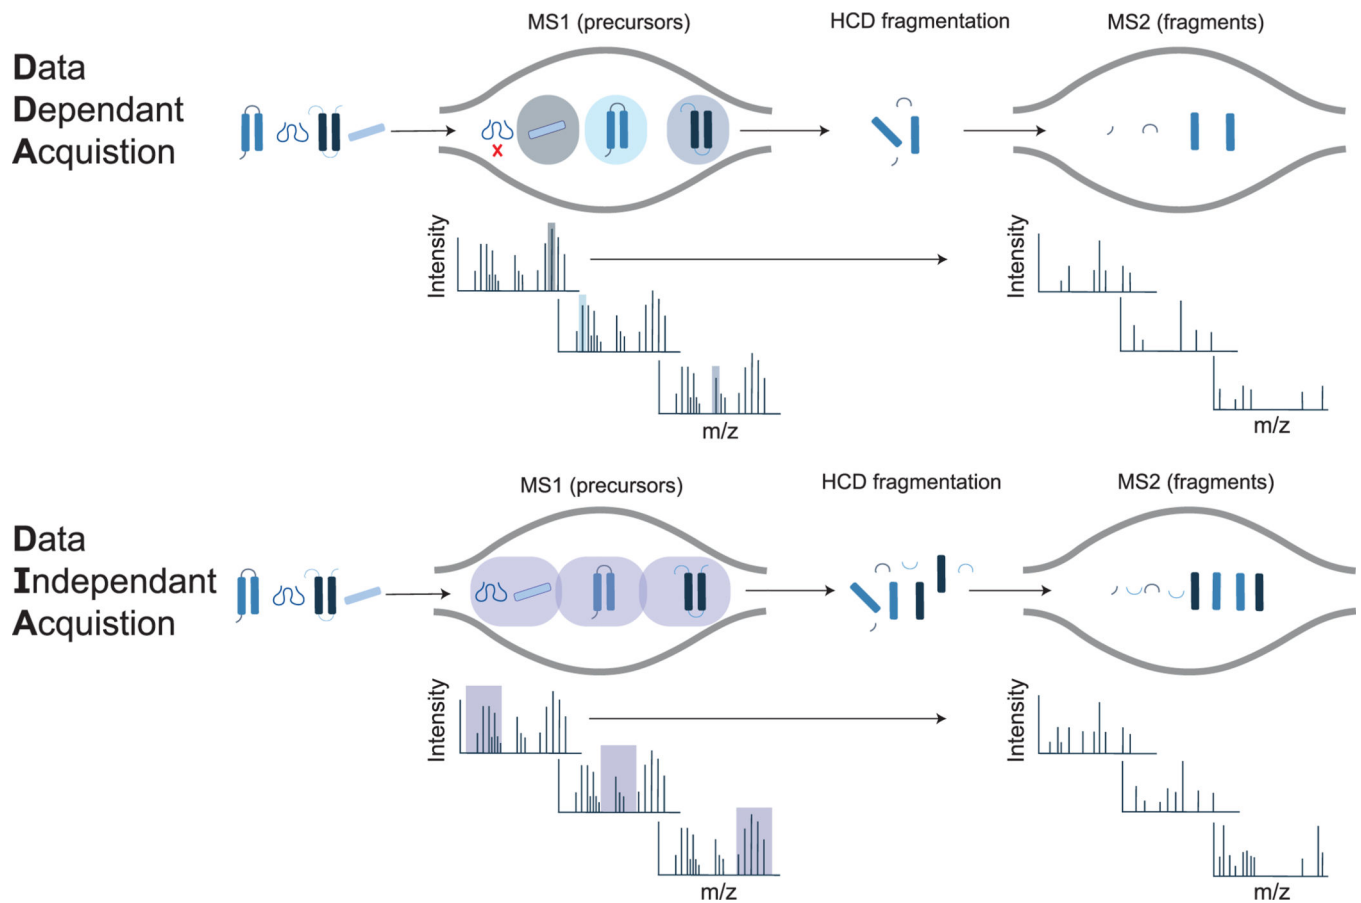 MS1 (precursors)
HCD fragmentation
MS2 (fragments)
Data
Dependant
Acquistion
x
Intensity
m/z
Intensity
m/z
MS1 (precursors)
HCD fragmentation
MS2 (fragments)
Data
Independant
Acquistion
Intensity
m/z
Intensity
m/z